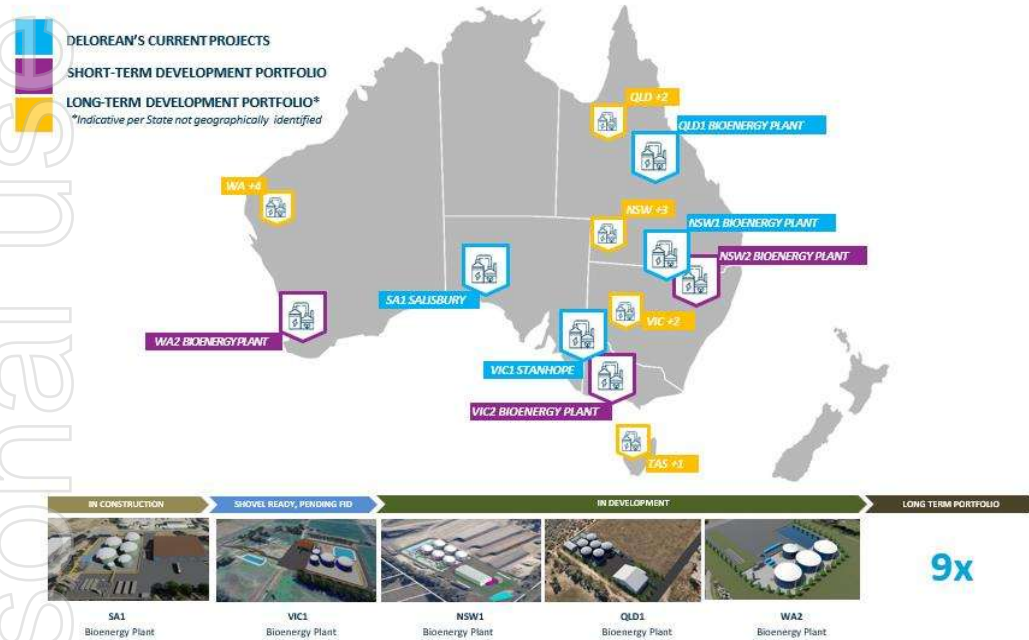 DELOREAN'S CURRENT PROJECTS
SHORT-TERM DEVELOPMENT PORTFOLIO
LONG-TERM DEVELOPMENT PORTFOLIO*
*Indicative per State not geographically identified
QLD +2
QLD1 BIOENERGY PLANT
WA +4
NSW +3
NSW1 BIOENERGY PLANT
NSW2 BIOENERGY PLANT
SA1 SALISBURY
VIC +2
WA2 BIOENERGY PLANT
VIC1 STANHOPE
VIC2 BIOENERGY PLANT
TAS +1
IN CONSTRUCTION
SHOVEL READY, PENDING FID
IN DEVELOPMENT
LONG TERM PORTFOLIO
9x
SA1
Bioenergy Plant
VIC1
Bioenergy Plant
NSW1
Bioenergy Plant
QLD1
Bioenergy Plant
WA2
Bioenergy Plant
sonal use